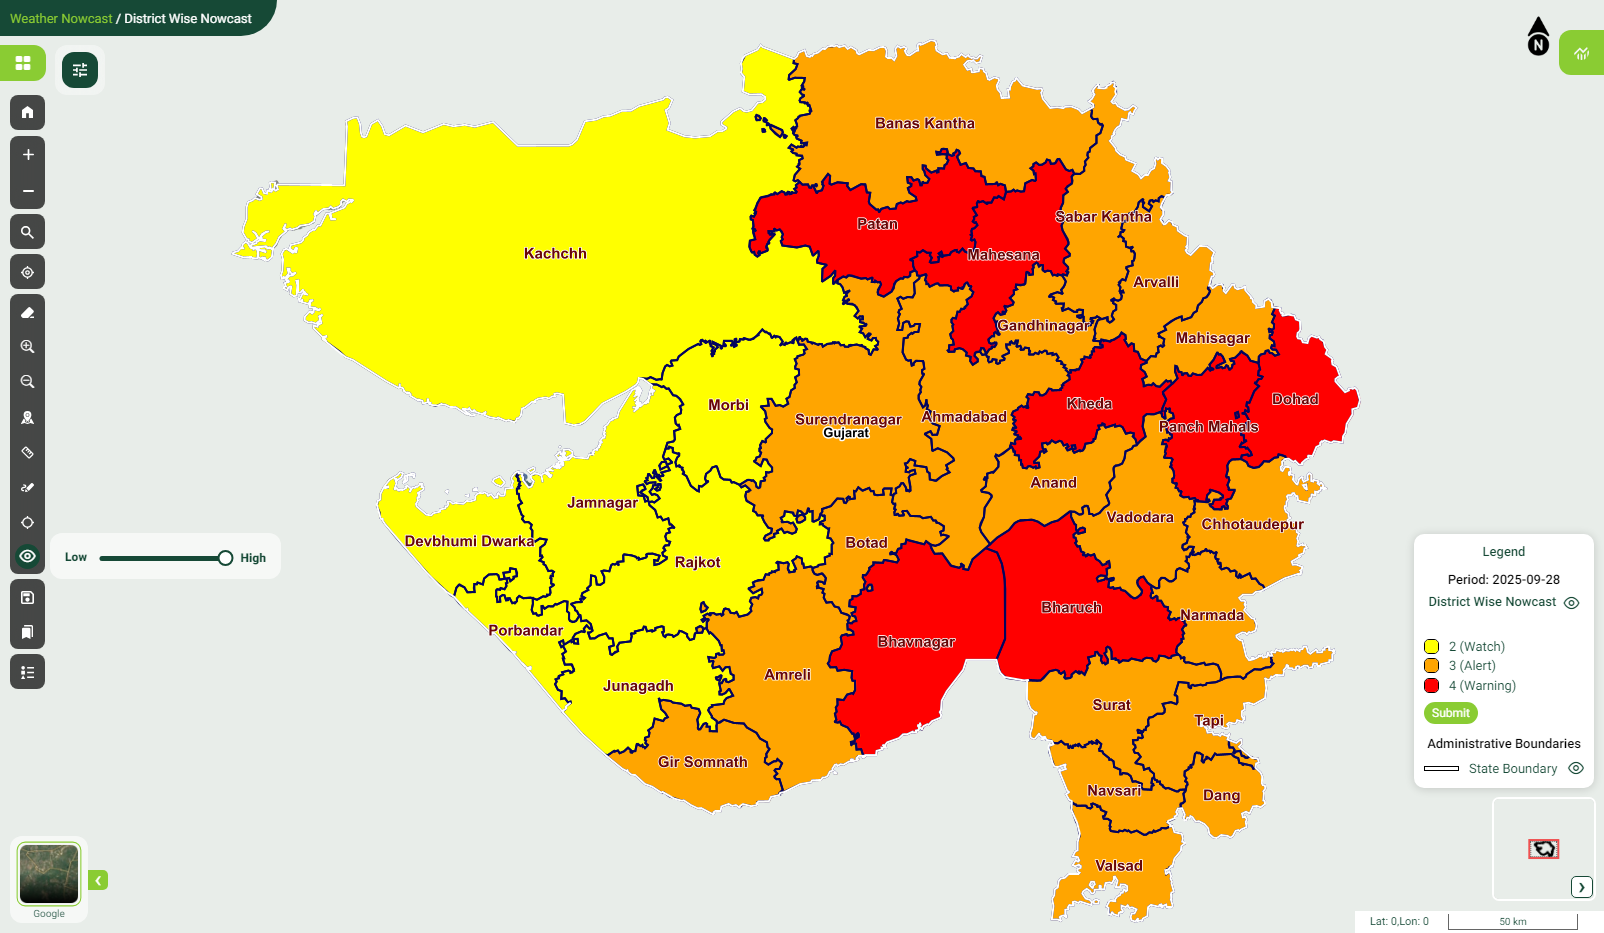 Weather Nowcast / District Wise Nowcast
N
Banas Kantha
Patan
Sabar Kantha
Kachchh
Mahesana
Arvalli
Gandhinagar
Mahisagar
Morbi
Kheda
Dohad
Surendranagar
Ahmadabad
Gujarat
Panch Mahals
Anand
Jamnagar
Vadodara
Chhotaudepur
Devbhumi Dwarka
Botad
Rajkot
Low
High
Bharuch
Narmada
Porbandar
Bhavnagar
Amreli
Junagadh
Surat
Tapi
Gir Somnath
Navsari
Dang
Valsad
Legend
Period: 2025-09-28
District Wise Nowcast
2 (Watch)
3 (Alert)
4 (Warning)
Submit
Administrative Boundaries
State Boundary
Google
Lat: 0,Lon: 0
50 km